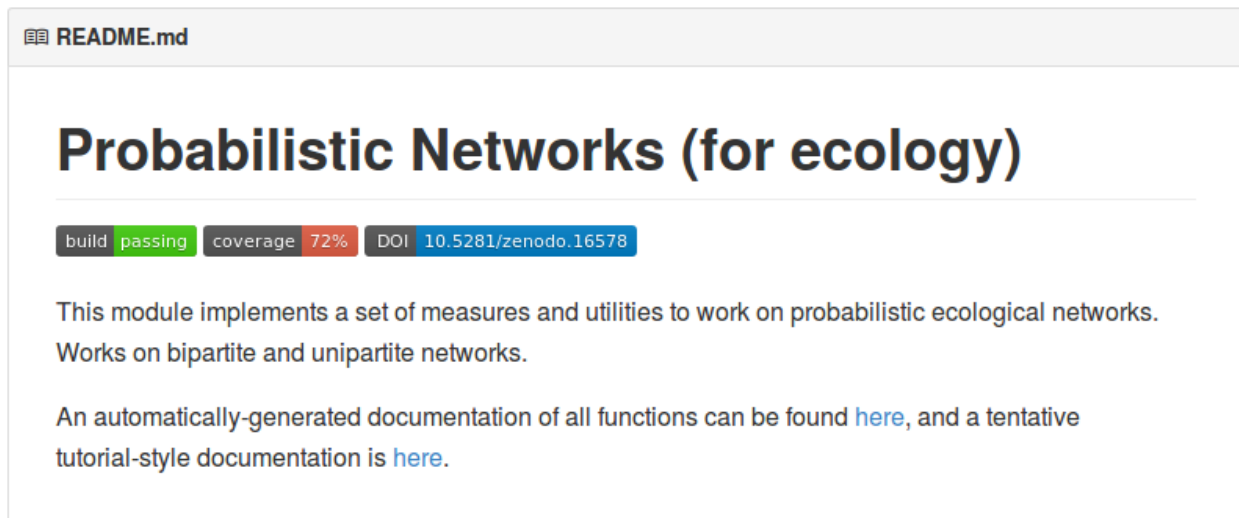 README.md
Probabilistic Networks (for ecology)
build passing coverage 72% DOI 10.5281/zenodo.16578
This module implements a set of measures and utilities to work on probabilistic ecological networks.
Works on bipartite and unipartite networks.
An automatically-generated documentation of all functions can be found here, and a tentative
tutorial-style documentation is here.